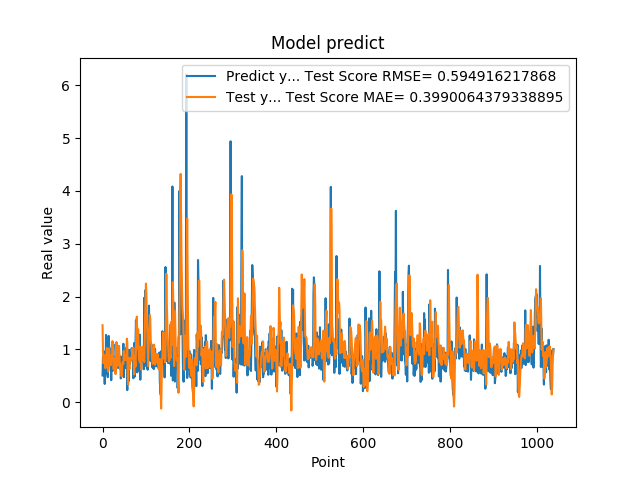 Model predict
Predict y... Test Score RMSE= 0.594916217868
Test y... Test Score MAE= 0.3990064379338895
6
5
4
3
2
1
0
Real value
0 200 400 600 800 1000
Point